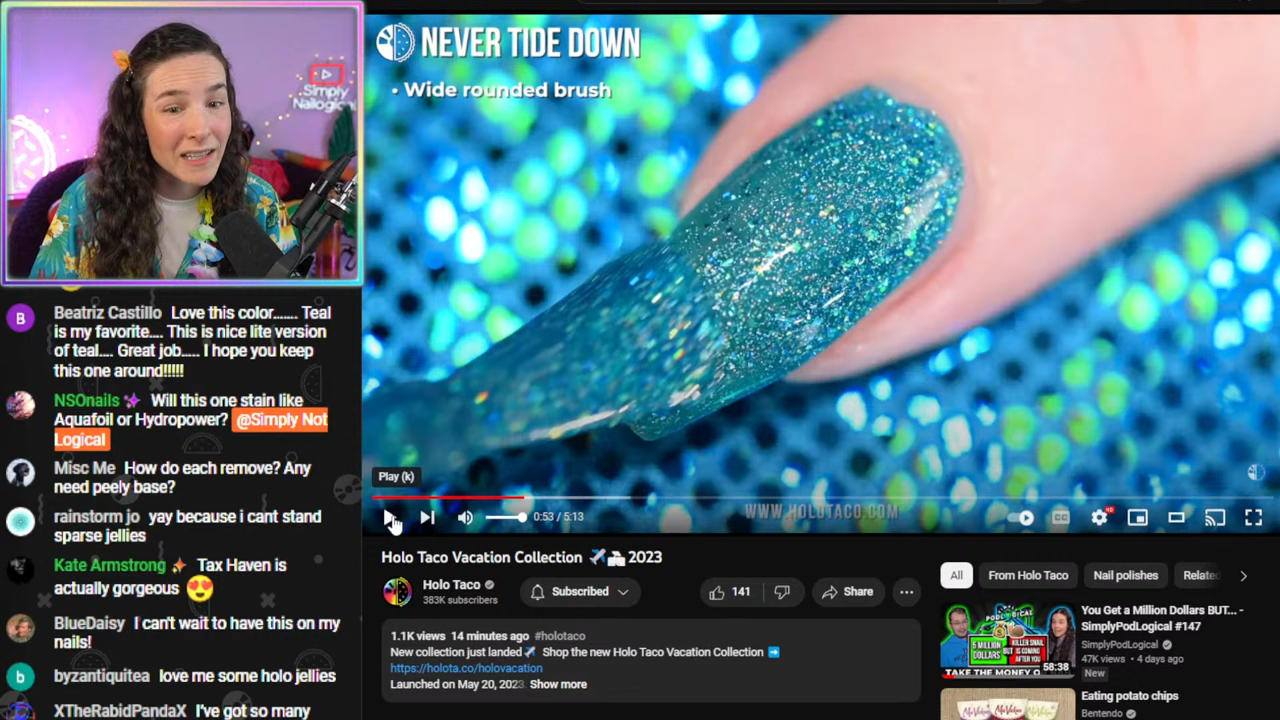 Simply
Nailogical
NEVER TIDE DOWN
• Wide rounded brush
Beatriz Castillo Love this color....... Teal
is my favorite.... This is nice lite version
of teal.... Great job..... I hope you keep
this one around!!!!!
NSOnails Will this one stain like
Aquafoil or Hydropower? @Simply Not
Logical
Misc Me How do each remove? Any
need peely base?
rainstorm jo yay because i cant stand
sparse jellies
Kate Armstrong Tax Haven is
actually gorgeous 😍
BlueDaisy I can't wait to have this on my
nails!
byzantiquitea love me some holo jellies
XTheRabidPandaX I've got so many
Play (k)
0:53 / 5:13
WWW.HOLOTACO.COM
CC
HD
Holo Taco Vacation Collection ✈️🏝️ 2023
Holo Taco
383K subscribers
Subscribed
141
Share
1.1K views 14 minutes ago #holotaco
New collection just landed ✈️ Shop the new Holo Taco Vacation Collection ➡️
https://holota.co/holovacation
Launched on May 20, 2023 Show more
All
From Holo Taco
Nail polishes
Related
You Get a Million Dollars BUT... -
SimplyPodLogical #147
SimplyPodLogical
47K views • 4 days ago
New
KILLER SNAIL
BUT IS COMING
AFTER YOU
TAKE THE MONEY O
58:38
Eating potato chips
Bentendo